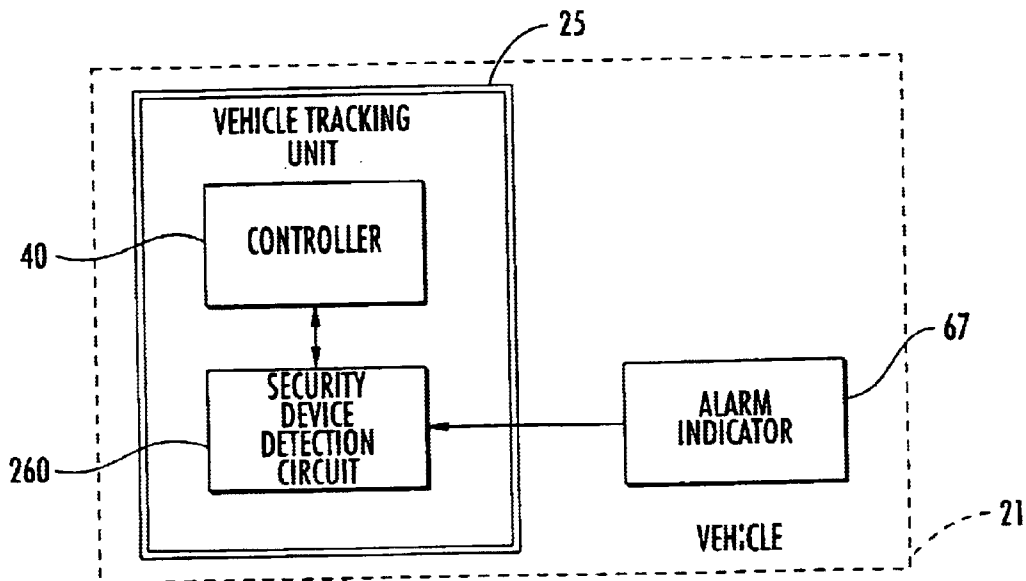 25
VEHICLE TRACKING
UNIT
CONTROLLER
40
67
SECURITY
DEVICE
DETECTION
CIRCUIT
ALARM
INDICATOR
260
VEHICLE
21